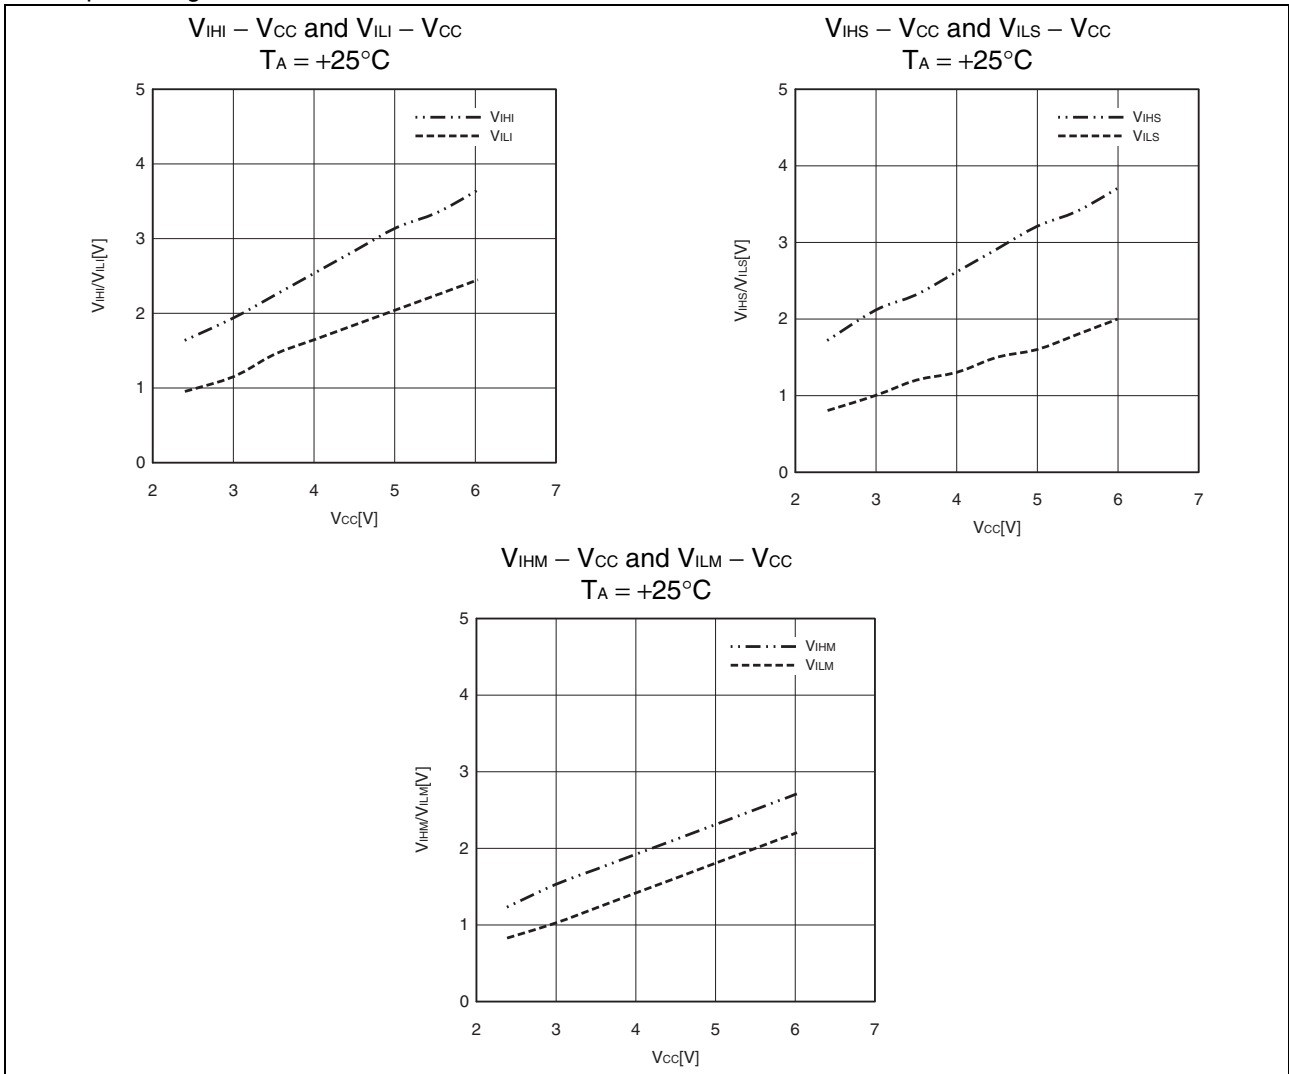 VIHI – VCC and VILI – VCC
TA = +25°C
5
4
3
2
1
0
2 3 4 5 6 7
VIHI/VILI[V]
VCC[V]
VIHI
VILI
VIHS – VCC and VILS – VCC
TA = +25°C
5
4
3
2
1
0
2 3 4 5 6 7
VIHS/VILS[V]
VCC[V]
VIHS
VILS
VIHM – VCC and VILM – VCC
TA = +25°C
5
4
3
2
1
0
2 3 4 5 6 7
VIHM/VILM[V]
VCC[V]
VIHM
VILM